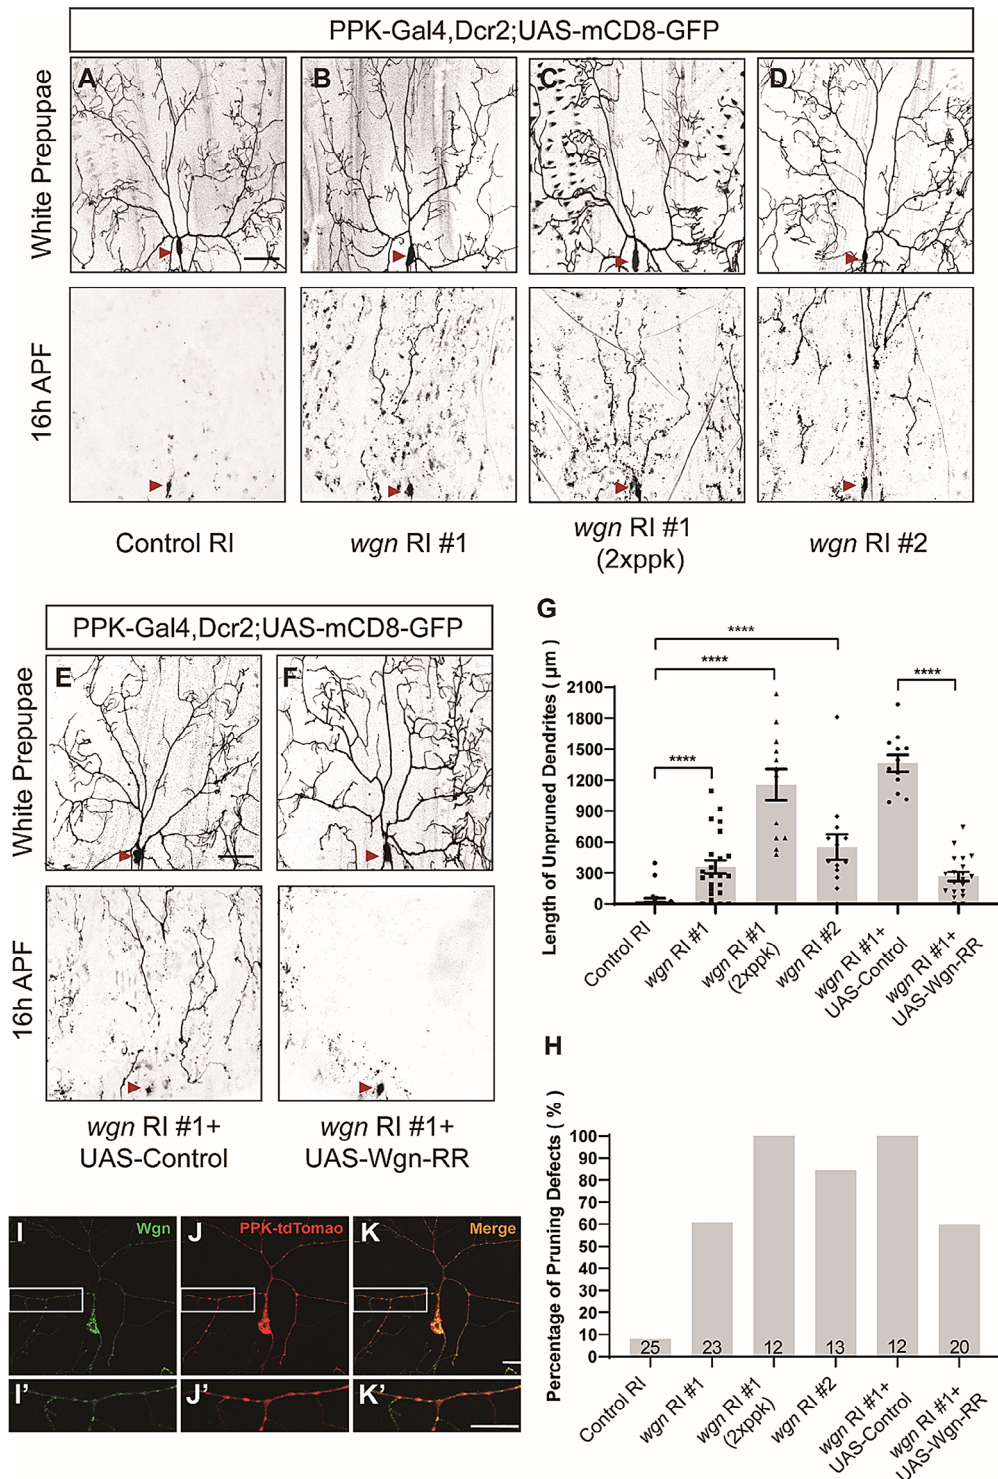 PPK-Gal4,Dcr2;UAS-mCD8-GFP
White Prepupae
A
B
C
D
16h APF
Control RI
wgn RI #1
wgn RI #1
(2xppk)
wgn RI #2
PPK-Gal4,Dcr2;UAS-mCD8-GFP
White Prepupae
E
F
16h APF
wgn RI #1+
UAS-Control
wgn RI #1+
UAS-Wgn-RR
G
Length of Unpruned Dendrites ( µm )
2100
1800
1500
1200
900
600
300
0
****
****
****
****
Control RI
wgn RI #1
wgn RI #1
(2xppk)
wgn RI #2
wgn RI #1+
UAS-Control
wgn RI #1+
UAS-Wgn-RR
H
Percentage of Pruning Defects ( % )
100
90
80
70
60
50
40
30
20
10
0
25
23
12
13
12
20
Control RI
wgn RI #1
wgn RI #1
(2xppk)
wgn RI #2
wgn RI #1+
UAS-Control
wgn RI #1+
UAS-Wgn-RR
I
Wgn
J
PPK-tdTomao
K
Merge
I'
J'
K'